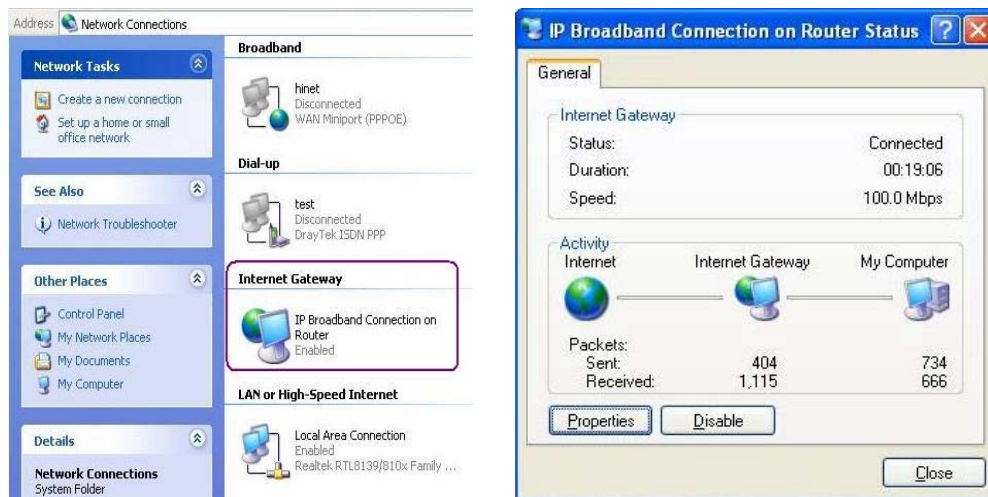 Address Network Connections
Network Tasks
Create a new connection
Set up a home or small
office network
See Also
Network Troubleshooter
Other Places
Control Panel
My Network Places
My Documents
My Computer
Details
Network Connections
System Folder
Broadband
hinet
Disconnected
WAN Miniport (PPPOE)
Dial-up
test
Disconnected
DrayTek ISDN PPP
Internet Gateway
IP Broadband Connection on
Router
Enabled
LAN or High-Speed Internet
Local Area Connection
Enabled
Realtek RTL8139/810x Family ...
IP Broadband Connection on Router Status
General
Internet Gateway
Status: Connected
Duration: 00:19:06
Speed: 100.0 Mbps
Activity
Internet Internet Gateway My Computer
Packets:
Sent: 404 734
Received: 1,115 666
Properties Disable
Close